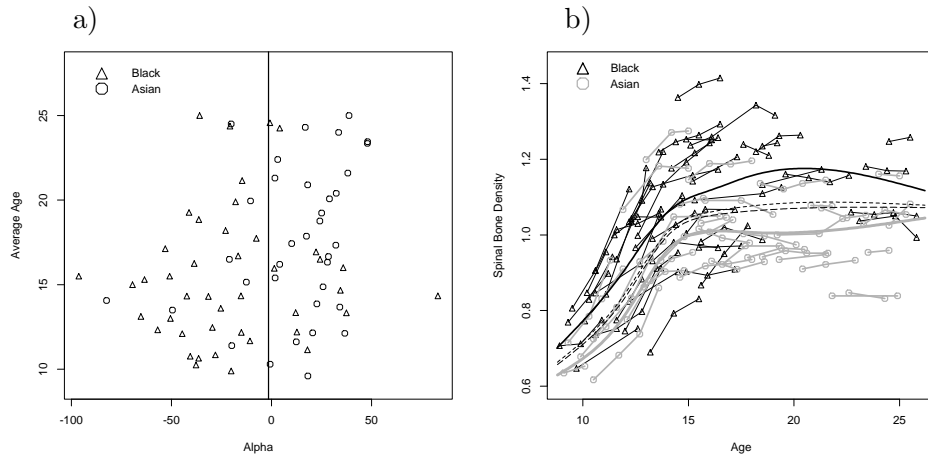 a)
Black
Asian
25
20
15
10
Average Age
-100
-50
0
50
Alpha
b)
Black
Asian
1.4
1.2
1.0
0.8
0.6
Spinal Bone Density
10
15
20
25
Age